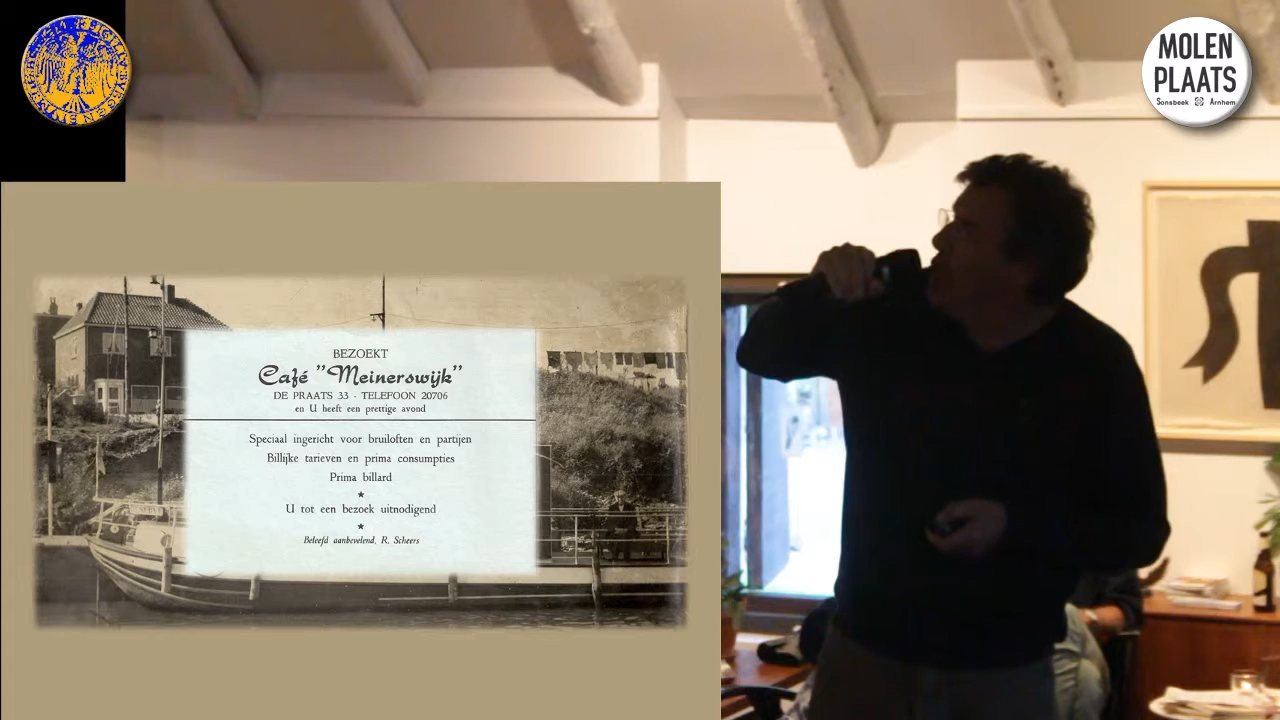 MOLEN
PLAATS
Sonsbeek Arnhem
BEZOEKT
Café "Meinerswijk"
DE PRAATS 33 - TELEFOON 20706
en U heeft een prettige avond
Speciaal ingericht voor bruiloften en partijen
Billijke tarieven en prima consumpties
Prima billard
★
U tot een bezoek uitnodigend
★
Beleefd aanbevelend, R. Scheers